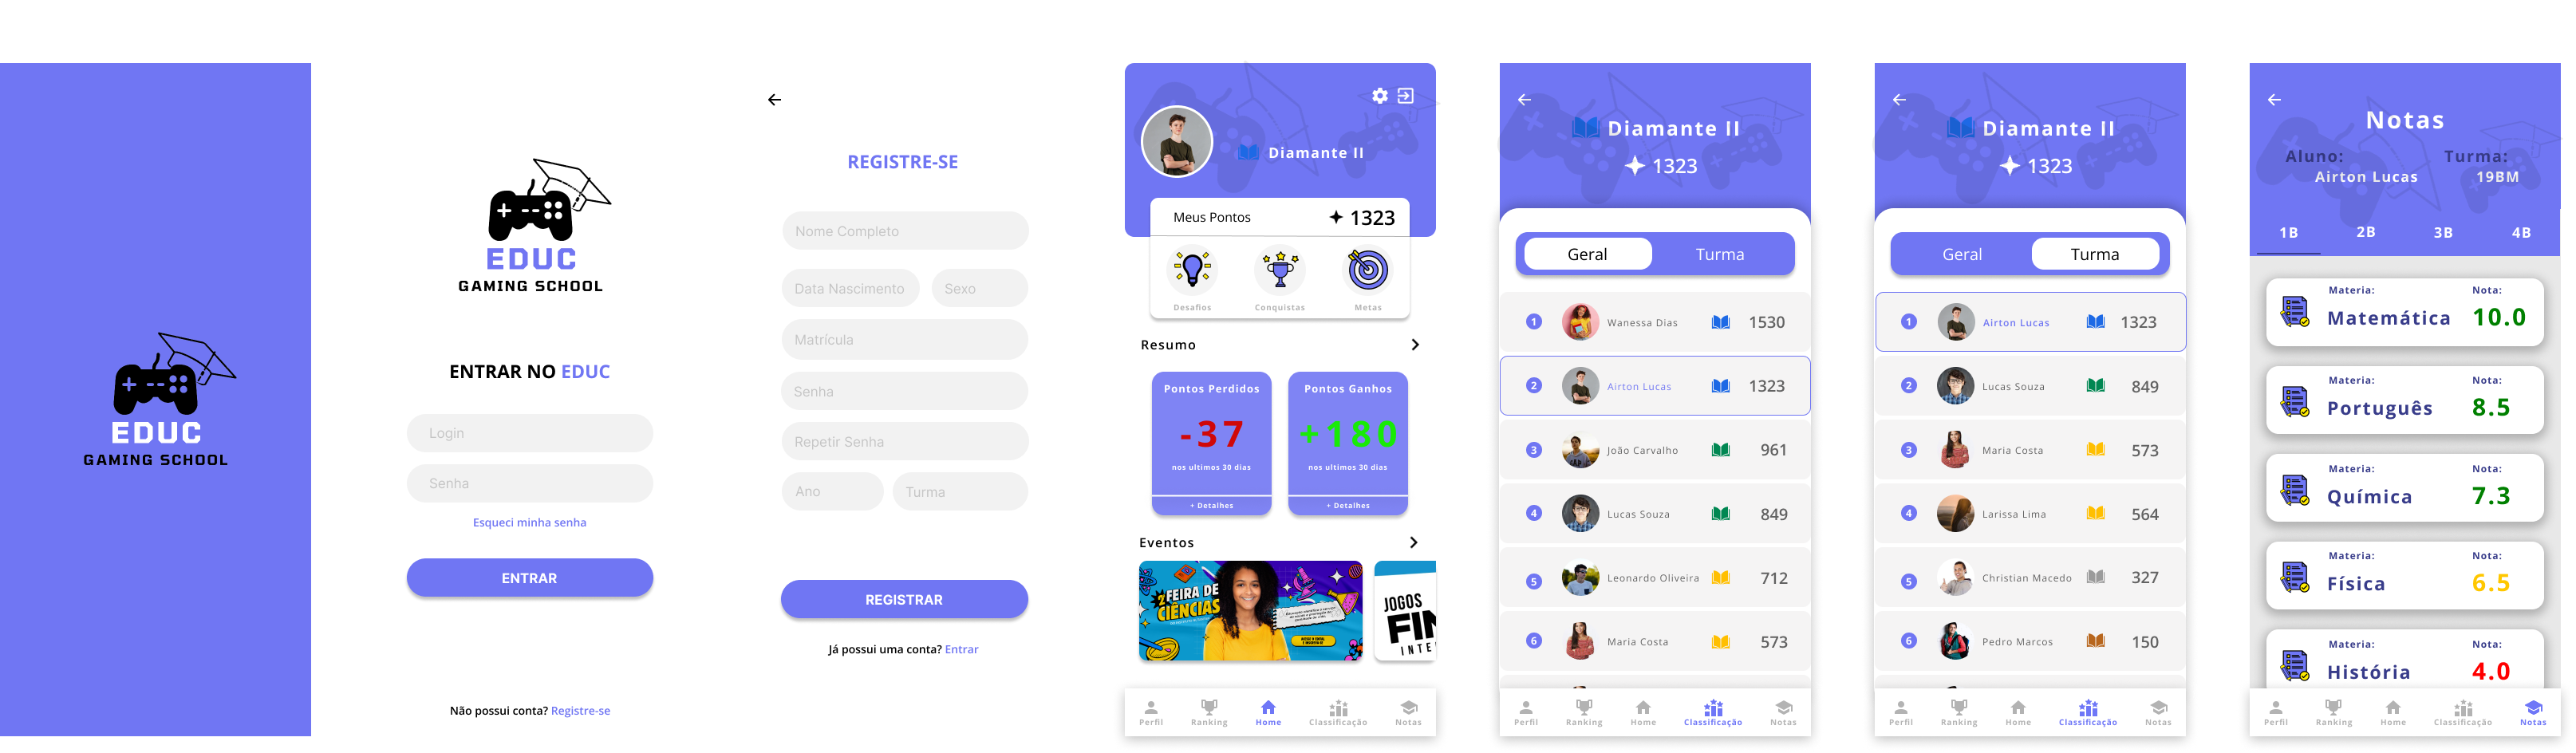 EDUC
GAMING SCHOOL
EDUC
GAMING SCHOOL
ENTRAR NO EDUC
Login
Senha
Esqueci minha senha
ENTRAR
Não possui conta? Registre-se
REGISTRE-SE
Nome Completo
Data Nascimento Sexo
Matrícula
Senha
Repetir Senha
Ano Turma
REGISTRAR
Já possui uma conta? Entrar
Diamante II
Meus Pontos 1323
Desafios Conquistas Metas
Resumo
Pontos Perdidos Pontos Ganhos
-37 +180
nos ultimos 30 dias nos ultimos 30 dias
+ Detalhes + Detalhes
Eventos
2ª FEIRA DE
CIÊNCIAS
JOGOS
FIN
INTE
Perfil Ranking Home Classificação Notas
Diamante II
1323
Geral Turma
1 Wanessa Dias 1530
2 Airton Lucas 1323
3 João Carvalho 961
4 Lucas Souza 849
5 Leonardo Oliveira 712
6 Maria Costa 573
Perfil Ranking Home Classificação Notas
Diamante II
1323
Geral Turma
1 Airton Lucas 1323
2 Lucas Souza 849
3 Maria Costa 573
4 Larissa Lima 564
5 Christian Macedo 327
6 Pedro Marcos 150
Perfil Ranking Home Classificação Notas
Notas
Aluno: Turma:
Airton Lucas 19BM
1B 2B 3B 4B
Materia: Nota:
Matemática 10.0
Materia: Nota:
Português 8.5
Materia: Nota:
Química 7.3
Materia: Nota:
Física 6.5
Materia: Nota:
História 4.0
Perfil Ranking Home Classificação Notas